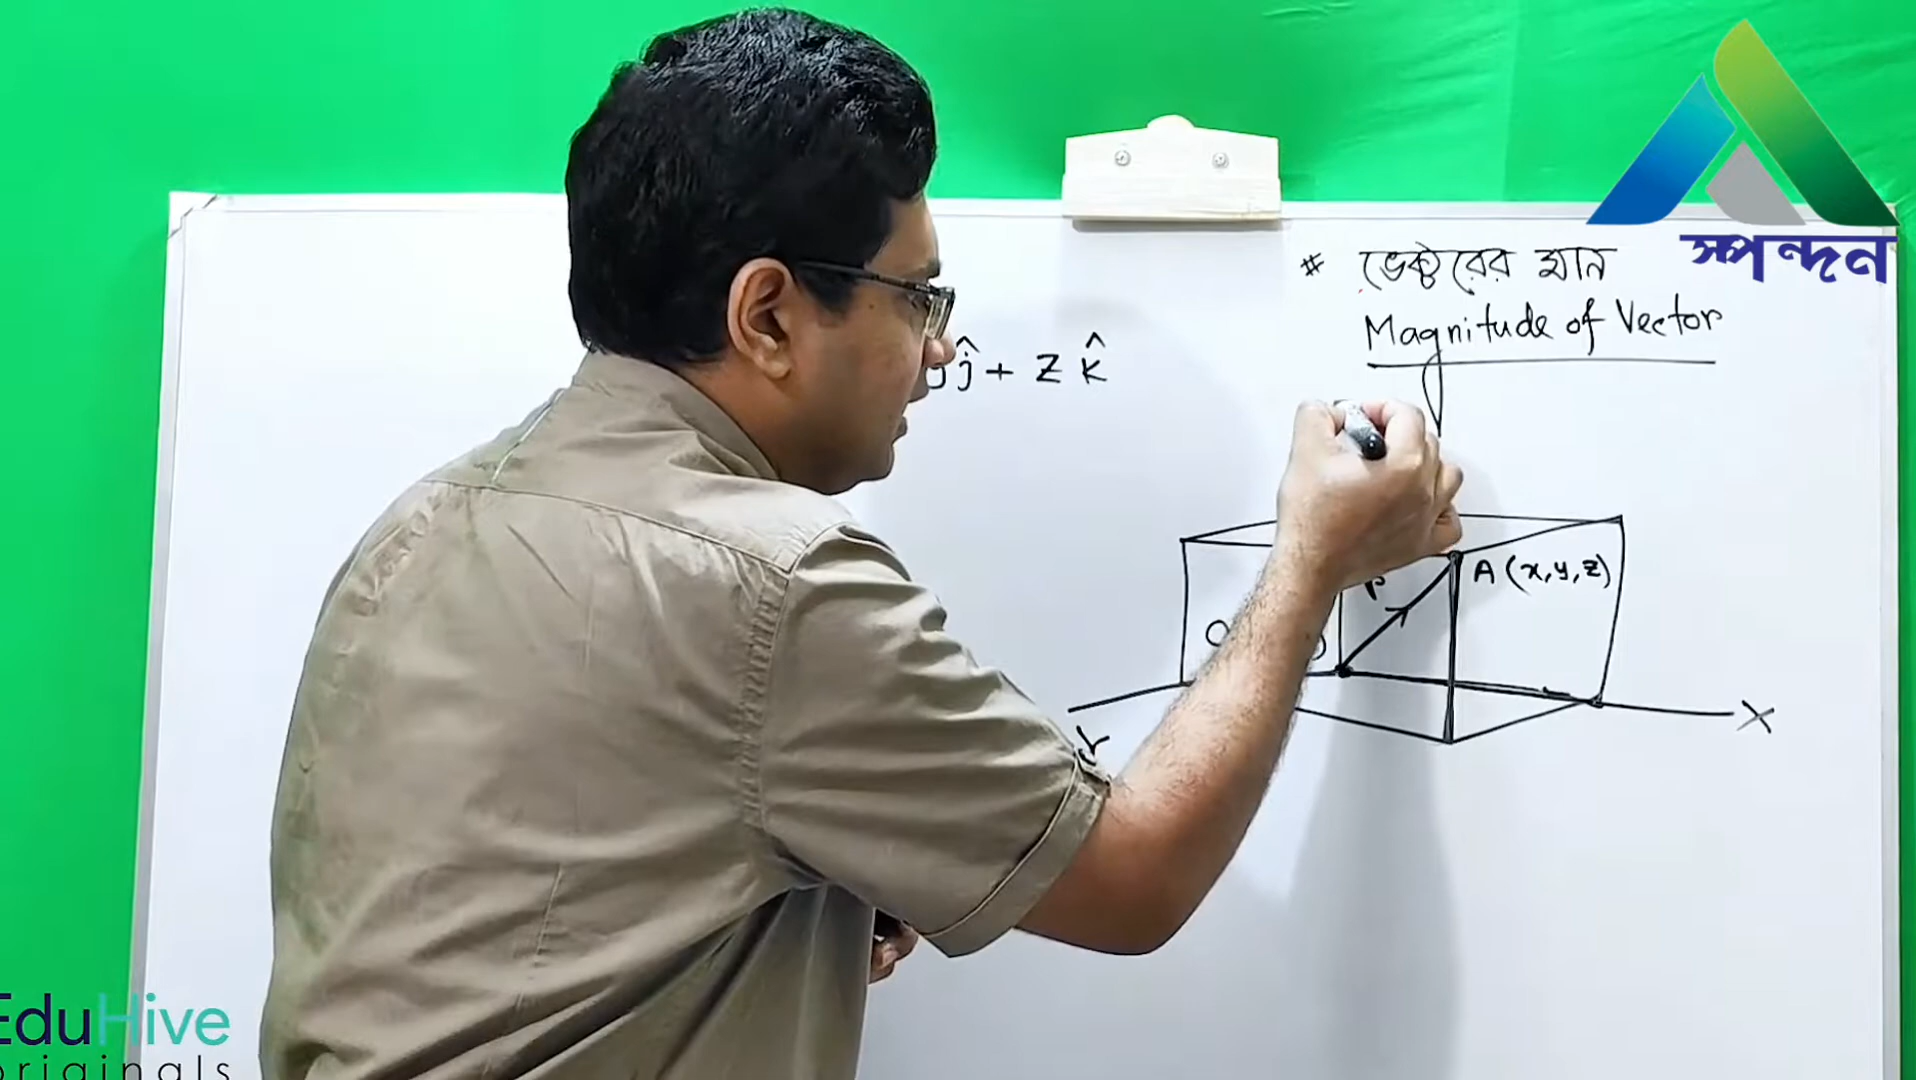 স্পন্দন
# ভেক্টরের মান
Magnitude of Vector
ĵ + z k̂
A (x, y, z)
X
Y
EduHive
originals